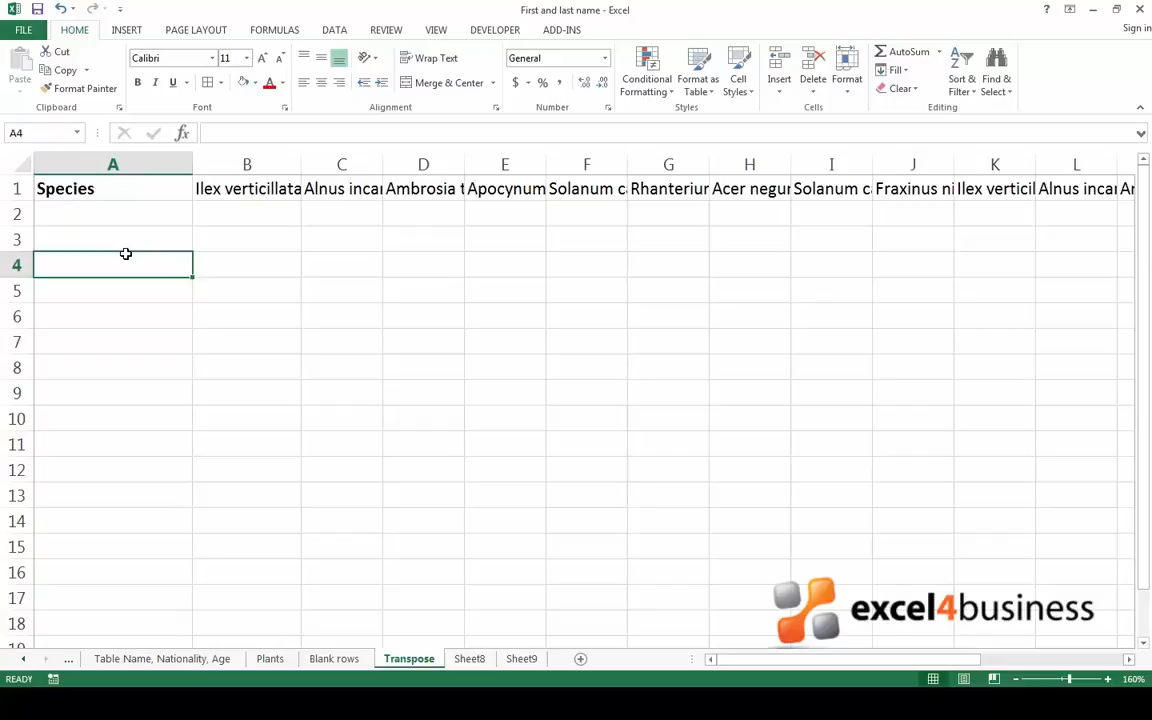 First and last name - Excel
FILE HOME INSERT PAGE LAYOUT FORMULAS DATA REVIEW VIEW DEVELOPER ADD-INS Sign in
Cut Calibri 11 Wrap Text General AutoSum
Copy Fill
Paste Format Painter Merge & Center $ % Conditional Formatting Format as Table Cell Styles Insert Delete Format Clear Sort & Filter Find & Select
Clipboard Font Alignment Number Styles Cells Editing
A4 fx
A B C D E F G H I J K L
1 Species Ilex verticillata Alnus incar Ambrosia t Apocynum Solanum c Rhanteriur Acer negur Solanum c Fraxinus ni Ilex verticil Alnus incar Ar
2
3
4
5
6
7
8
9
10
11
12
13
14
15
16
17
excel4business
18
... Table Name, Nationality, Age Plants Blank rows Transpose Sheet8 Sheet9
READY 160%